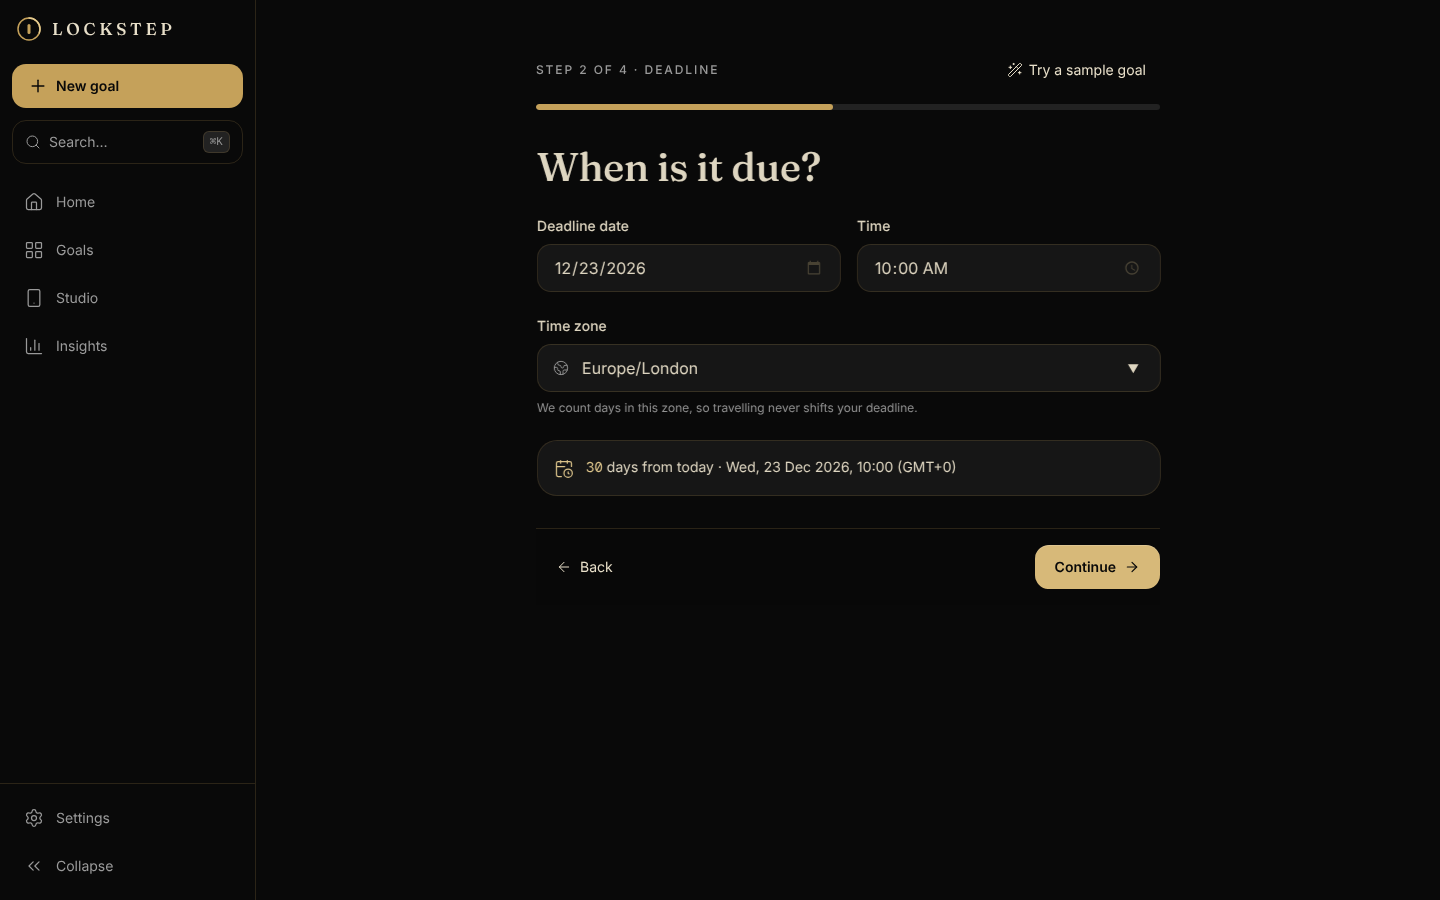 LOCKSTEP
New goal
Search... ⌘K
Home
Goals
Studio
Insights
Settings
Collapse
STEP 2 OF 4 · DEADLINE
Try a sample goal
When is it due?
Deadline date
Time
12/23/2026
10:00 AM
Time zone
Europe/London
We count days in this zone, so travelling never shifts your deadline.
30 days from today · Wed, 23 Dec 2026, 10:00 (GMT+0)
Back
Continue